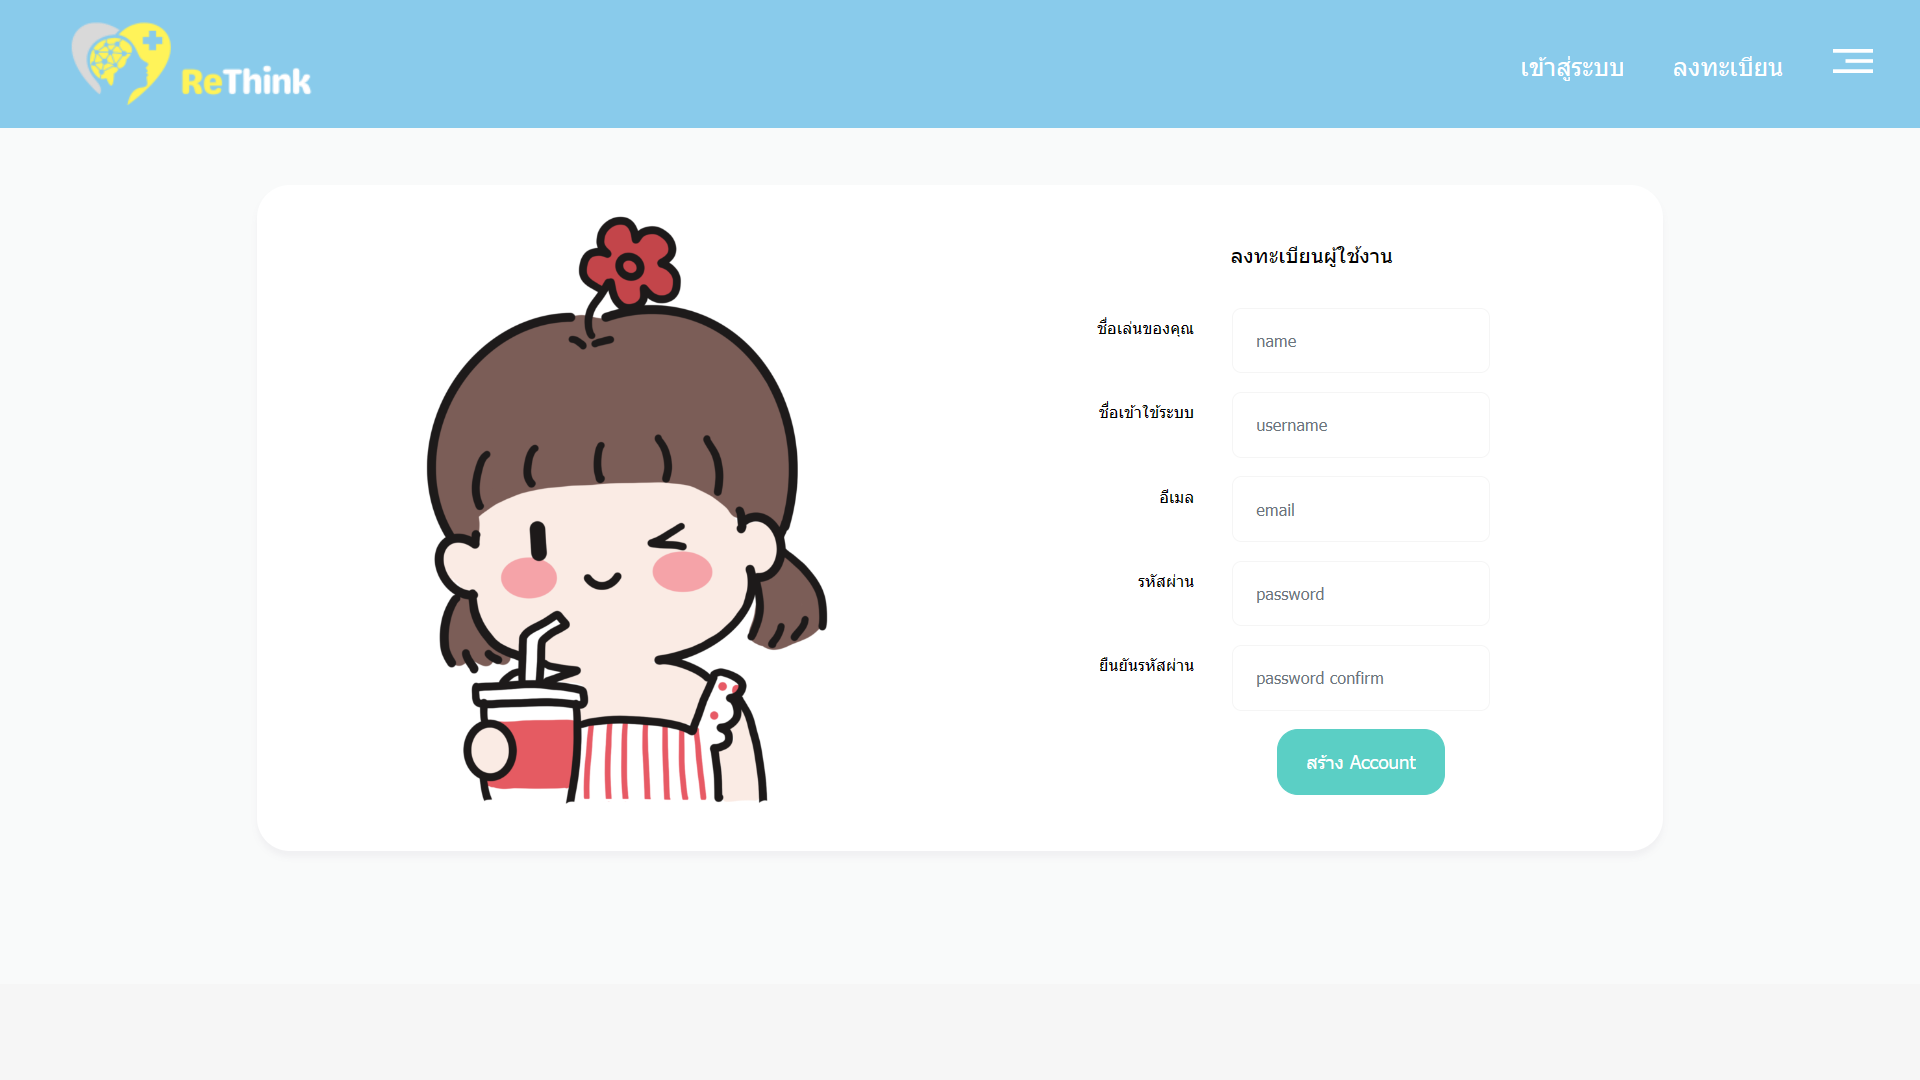 ReThink
เข้าสู่ระบบ
ลงทะเบียน
ลงทะเบียนผู้ใช้งาน
ชื่อเล่นของคุณ
name
ชื่อเข้าใช้ระบบ
username
อีเมล
email
รหัสผ่าน
password
ยืนยันรหัสผ่าน
password confirm
สร้าง Account